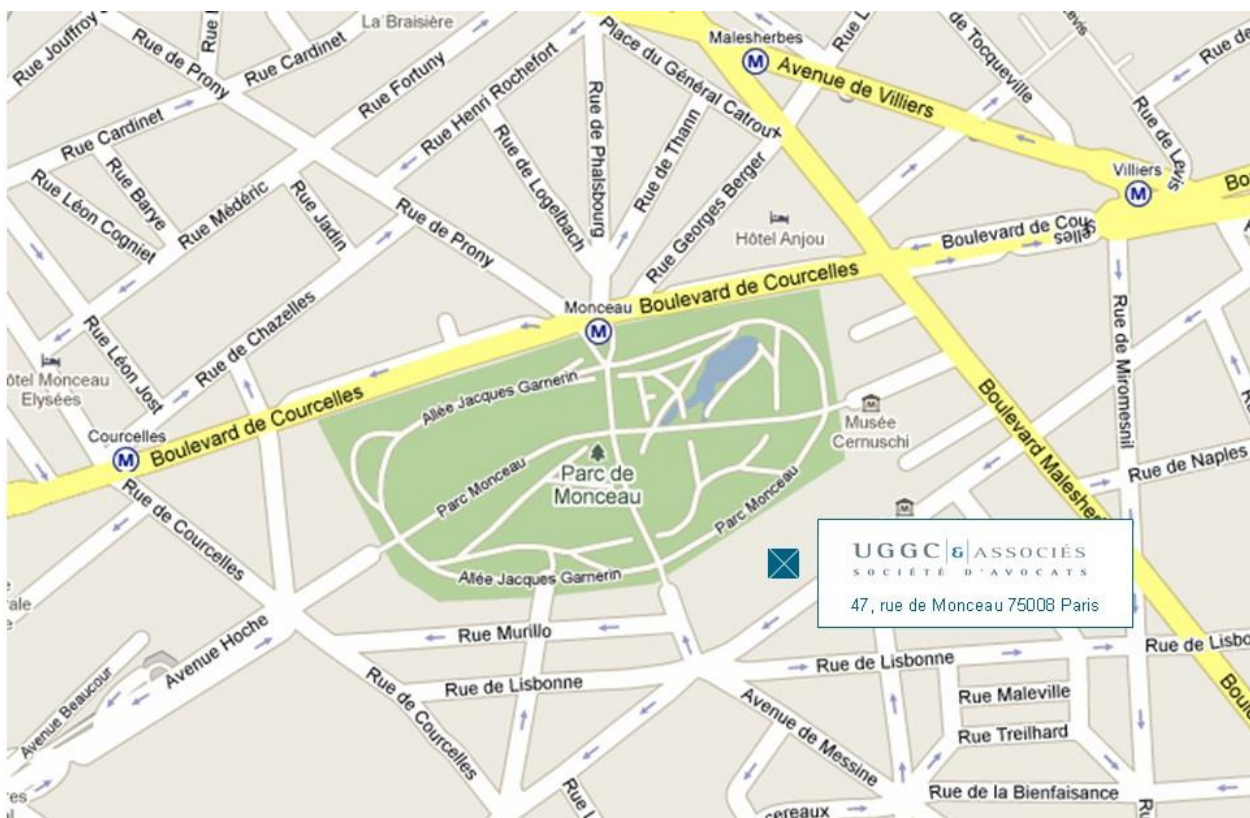 La Braisière
Malesherbes
Rue Jouffroy
Rue de Prony
Rue Cardinet
Rue Fortuny
Rue Henri Rochefort
Place du Général Catroux
Avenue de Villiers
de Tocqueville
Rue de Levis
Villiers
Rue Cardinet
Rue Barye
Rue Léon Cogniet
Rue Médéric
Rue Jadin
Rue de Prony
Rue de Logelbach
Rue de Phalsbourg
Rue de Thann
Rue Georges Berger
Hôtel Anjou
Boulevard de Courcelles
Monceau
Boulevard de Courcelles
Rue de Chazelles
Rue Léon Jost
ôtel Monceau
Elysées
Courcelles
Boulevard de Courcelles
Allée Jacques Garnerin
Parc Monceau
Parc de
Monceau
Parc Monceau
Allée Jacques Garnerin
Musée
Cernuschi
Boulevard Malesherb
Rue de Miromesnil
Rue de Naples
Rue de Courcelles
UGGC & ASSOCIÉS
SOCIÉTÉ D'AVOCATS
47, rue de Monceau 75008 Paris
Avenue Hoche
Avenue Beaucour
Rue Murillo
Rue de Lisbonne
Rue de Courcelles
Rue de Lisbonne
Rue de Lisbo
Avenue de Messine
Rue Maleville
Rue Treilhard
Rue de la Bienfaisance
cereaux